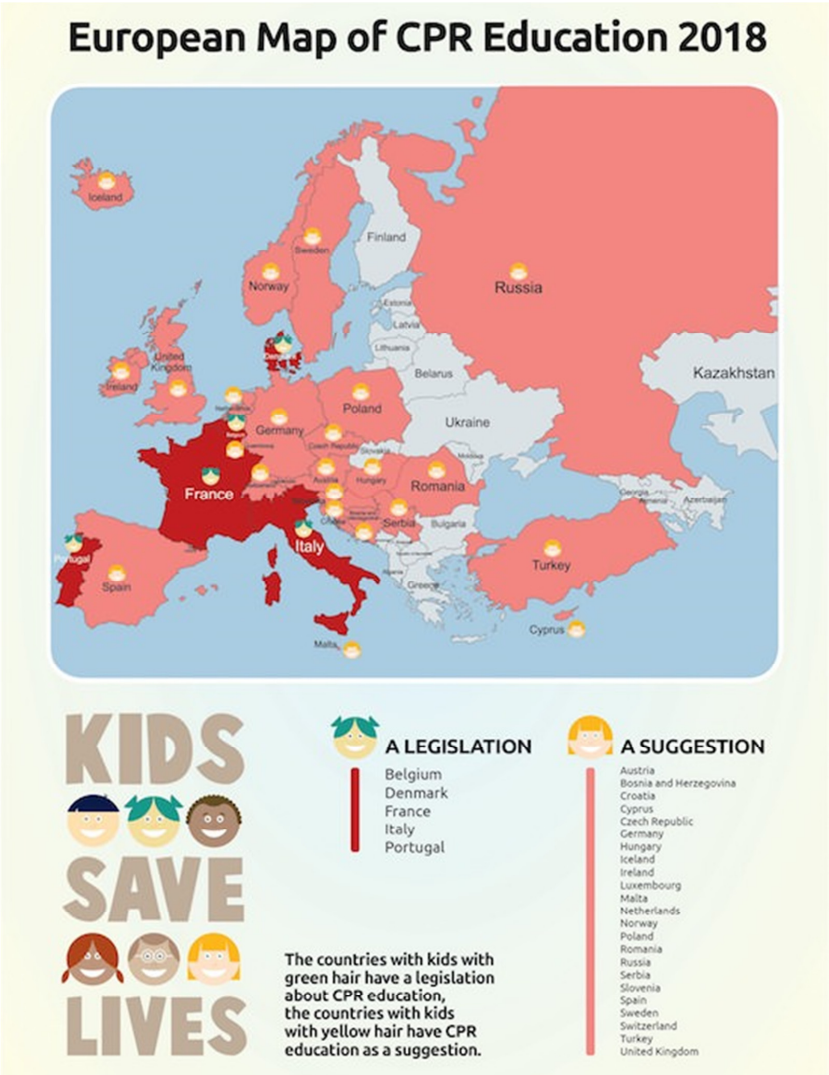 European Map of CPR Education 2018
Iceland
Finland
Sweden
Norway
Russia
Estonia
Latvia
Lithuania
United
Kingdom
Ireland
Belarus
Kazakhstan
Poland
Germany
Ukraine
Czech Republic
Slovakia
Moldova
Austria
Hungary
Romania
France
Serbia
Bulgaria
Georgia
Armenia
Azerbaijan
Italy
Portugal
Spain
Turkey
Greece
Cyprus
Malta
KIDS
SAVE
LIVES
A LEGISLATION
Belgium
Denmark
France
Italy
Portugal
The countries with kids with
green hair have a legislation
about CPR education,
the countries with kids
with yellow hair have CPR
education as a suggestion.
A SUGGESTION
Austria
Bosnia and Herzegovina
Croatia
Cyprus
Czech Republic
Germany
Hungary
Iceland
Ireland
Luxembourg
Malta
Netherlands
Norway
Poland
Romania
Russia
Serbia
Slovenia
Spain
Sweden
Switzerland
Turkey
United Kingdom